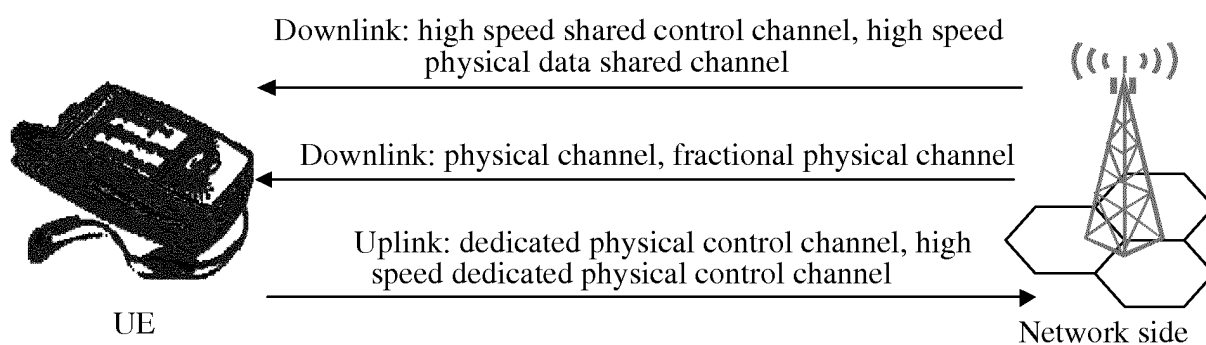 Downlink: high speed shared control channel, high speed
physical data shared channel
Downlink: physical channel, fractional physical channel
Uplink: dedicated physical control channel, high
speed dedicated physical control channel
UE
Network side